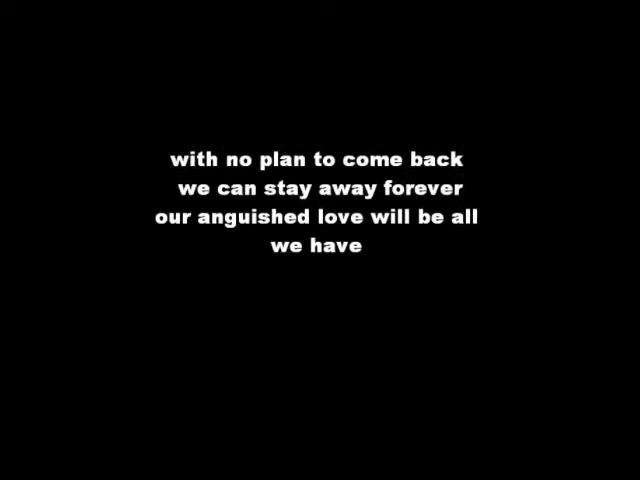 with no plan to come back
we can stay away forever
our anguished love will be all
we have